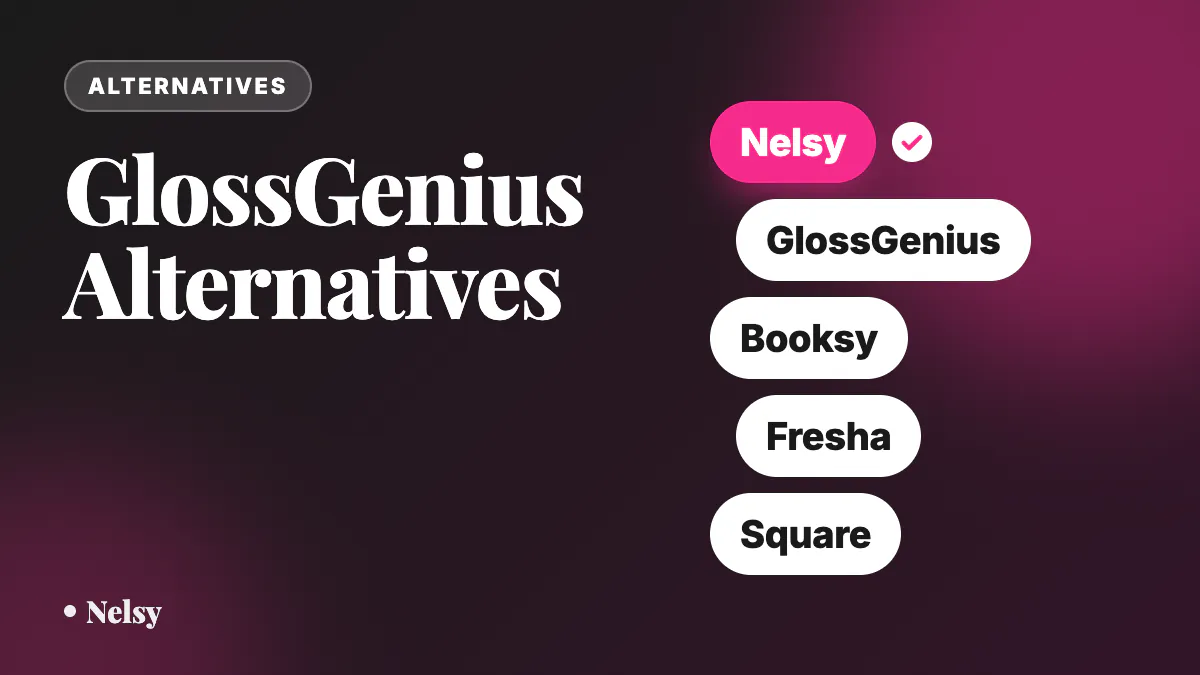 ALTERNATIVES
GlossGenius
Alternatives
Nelsy
GlossGenius
Booksy
Fresha
Square
Nelsy